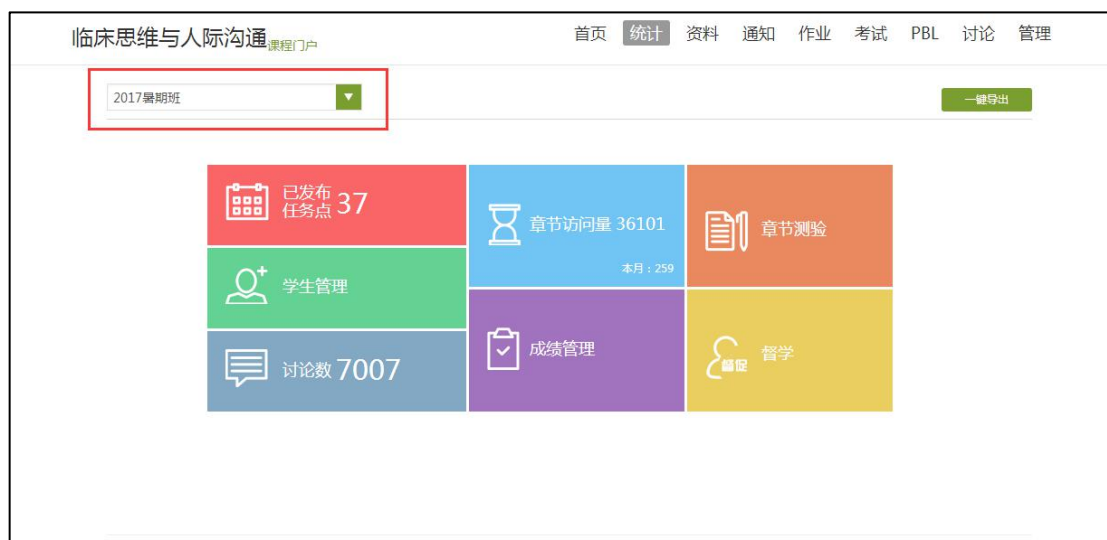 临床思维与人际沟通 课程门户
首页 统计 资料 通知 作业 考试 PBL 讨论 管理
2017暑期班
一键导出
已发布
任务点 37
学生管理
讨论数 7007
章节访问量 36101
本月：259
成绩管理
章节测验
督促 督学